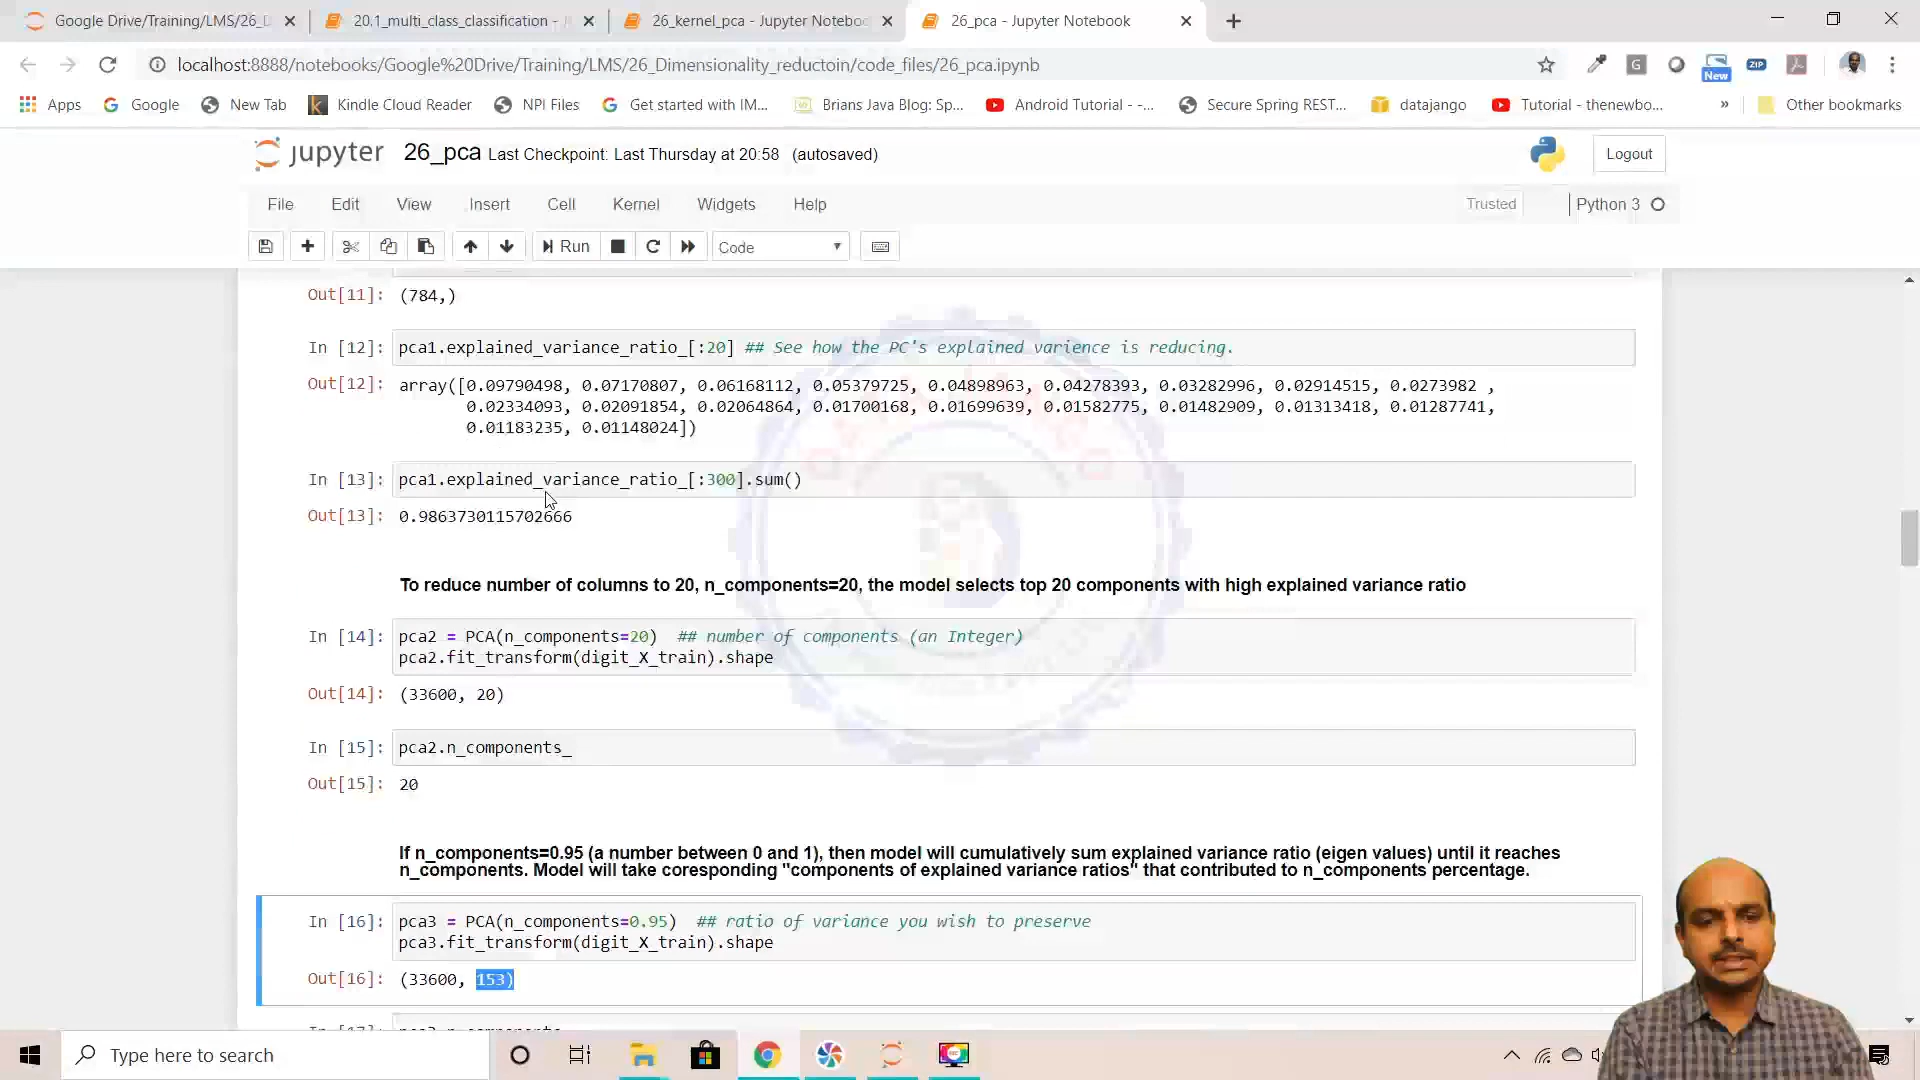 Google Drive/Training/LMS/26_D
20.1_multi_class_classification -
26_kernel_pca - Jupyter Noteboo
26_pca - Jupyter Notebook
localhost:8888/notebooks/Google%20Drive/Training/LMS/26_Dimensionality_reductoin/code_files/26_pca.ipynb
New
ZIP
Apps
Google
New Tab
Kindle Cloud Reader
NPI Files
Get started with IM...
Brians Java Blog: Sp...
Android Tutorial - -...
Secure Spring REST...
datajango
Tutorial - thenewbo...
»
Other bookmarks
jupyter 26_pca Last Checkpoint: Last Thursday at 20:58 (autosaved)
Logout
File Edit View Insert Cell Kernel Widgets Help
Trusted
Python 3
Run
Code
Out[11]: (784,)
In [12]: pca1.explained_variance_ratio_[:20] ## See how the PC's explained varience is reducing.
Out[12]: array([0.09790498, 0.07170807, 0.06168112, 0.05379725, 0.04898963, 0.04278393, 0.03282996, 0.02914515, 0.0273982 ,
0.02334093, 0.02091854, 0.02064864, 0.01700168, 0.01699639, 0.01582775, 0.01482909, 0.01313418, 0.01287741,
0.01183235, 0.01148024])
In [13]: pca1.explained_variance_ratio_[:300].sum()
Out[13]: 0.9863730115702666
To reduce number of columns to 20, n_components=20, the model selects top 20 components with high explained variance ratio
In [14]: pca2 = PCA(n_components=20) ## number of components (an Integer)
pca2.fit_transform(digit_X_train).shape
Out[14]: (33600, 20)
In [15]: pca2.n_components_
Out[15]: 20
If n_components=0.95 (a number between 0 and 1), then model will cumulatively sum explained variance ratio (eigen values) until it reaches
n_components. Model will take coresponding "components of explained variance ratios" that contributed to n_components percentage.
In [16]: pca3 = PCA(n_components=0.95) ## ratio of variance you wish to preserve
pca3.fit_transform(digit_X_train).shape
Out[16]: (33600, 153)
Type here to search